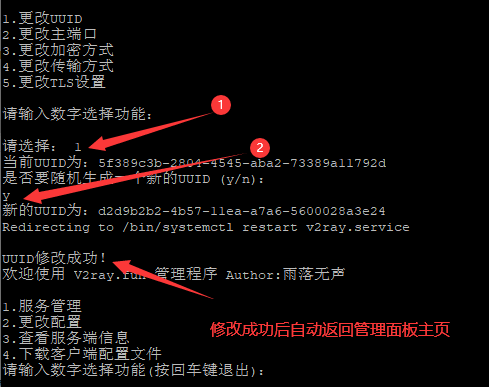 1.更改UUID
2.更改主端口
3.更改加密方式
4.更改传输方式
5.更改TLS设置
请输入数字选择功能:
1
请选择: 1
当前UUID为: 5f389c3b-2804-4545-aba2-73389a11792d
2
是否要随机生成一个新的UUID (y/n):
y
新的UUID为: d2d9b2b2-4b57-11ea-a7a6-5600028a3e24
Redirecting to /bin/systemctl restart v2ray.service
UUID修改成功!
欢迎使用 V2ray.fun 管理程序 Author:雨落无声
1.服务管理
2.更改配置
修改成功后自动返回管理面板主页
3.查看服务端信息
4.下载客户端配置文件
请输入数字选择功能(按回车键退出):